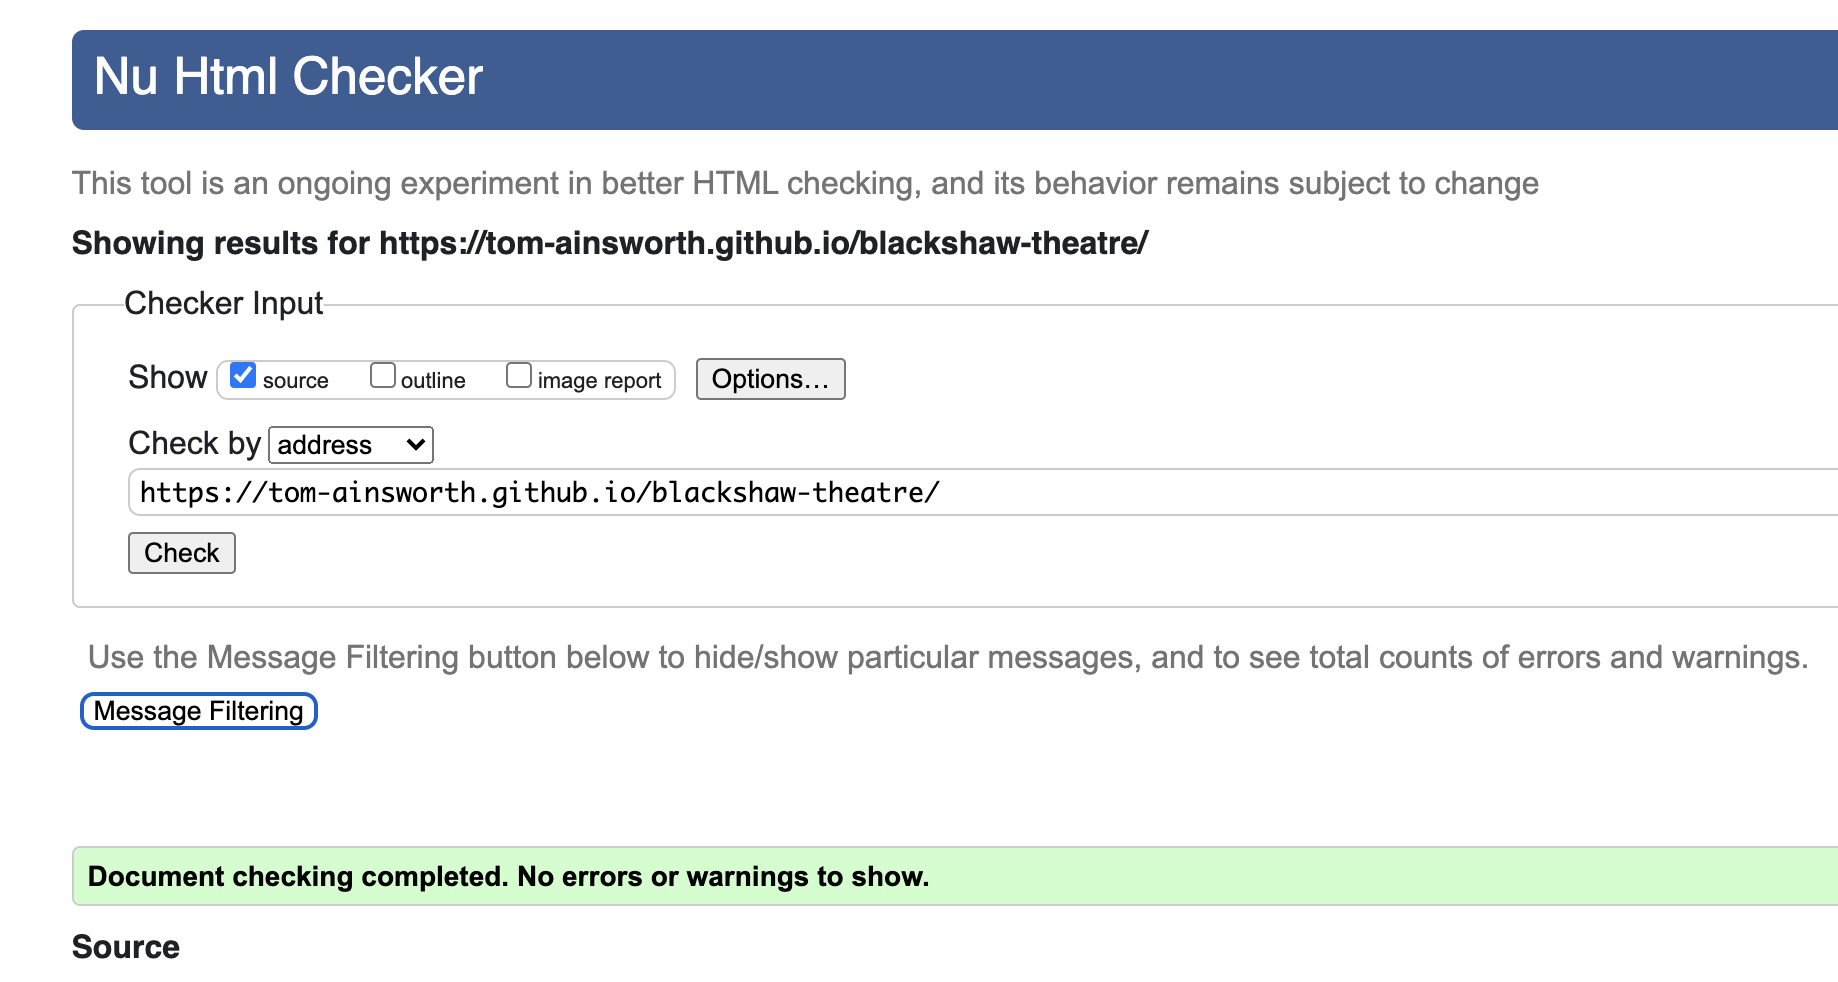 Nu Html Checker
This tool is an ongoing experiment in better HTML checking, and its behavior remains subject to change
Showing results for https://tom-ainsworth.github.io/blackshaw-theatre/
Checker Input
Show source outline image report Options...
Check by address
https://tom-ainsworth.github.io/blackshaw-theatre/
Check
Use the Message Filtering button below to hide/show particular messages, and to see total counts of errors and warnings.
Message Filtering
Document checking completed. No errors or warnings to show.
Source